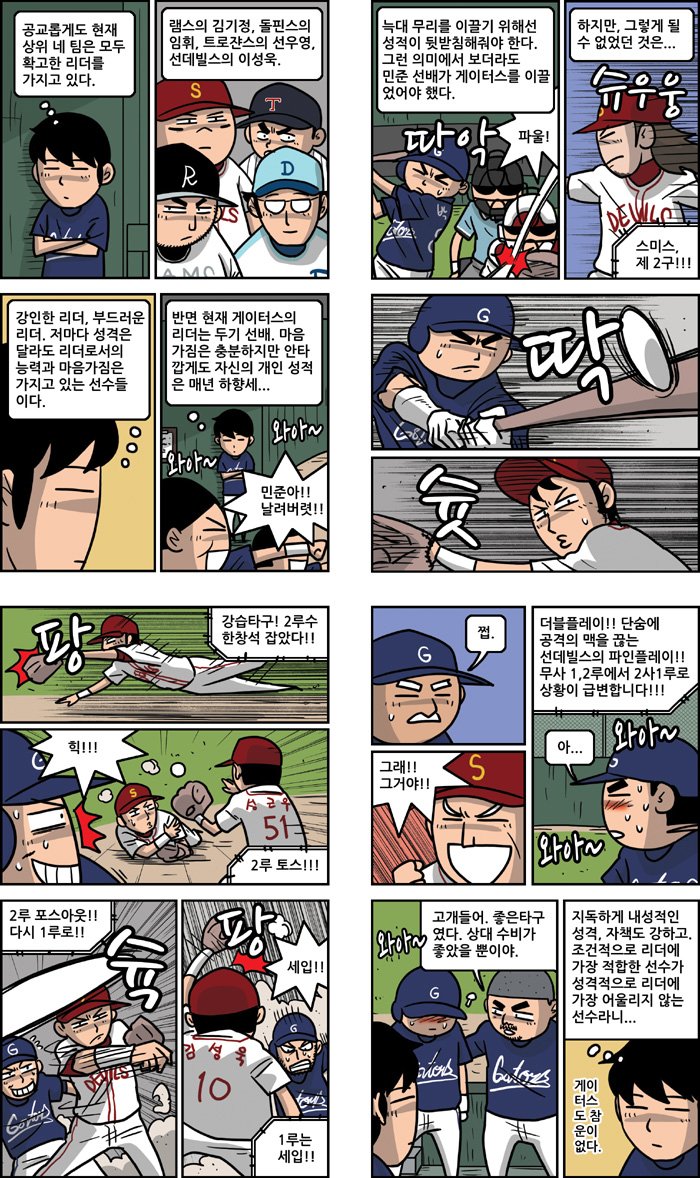 공교롭게도 현재
상위 네 팀은 모두
확고한 리더를
가지고 있다.
램스의 김기정, 돌핀스의
임휘, 트로쟌스의 선우영,
선데빌스의 이성욱.
S
T
R
D
LS
AMS
D
강인한 리더, 부드러운
리더. 저마다 성격은
달라도 리더로서의
능력과 마음가짐은
가지고 있는 선수들
이다.
반면 현재 게이터스의
리더는 두기 선배. 마음
가짐은 충분하지만 안타
깝게도 자신의 개인 성적
은 매년 하향세...
와아~
와아~
민준아!!
날려버렷!!
늑대 무리를 이끌기 위해선
성적이 뒷받침해줘야 한다.
그런 의미에서 보더라도
민준 선배가 게이터스를 이끌
었어야 했다.
따악
파울!
Gators
하지만, 그렇게 될
수 없었던 것은...
슈우웅
S
DEVILS
스미스,
제 2구!!!
G
딱
슛
강습타구! 2루수
한창석 잡았다!!
팡
힉!!!
G
S
51
2루 토스!!!
2루 포스아웃!!
다시 1루로!!
슉
G
Gators
DEVILS
팡
세입!!
G
김성욱
10
1루는
세입!!
G
쩝.
더블플레이!! 단숨에
공격의 맥을 끊는
선데빌스의 파인플레이!!
무사 1,2루에서 2사1루로
상황이 급변합니다!!!
그래!!
그거야!!
S
아...
와아~
와아~
G
고개들어. 좋은타구
였다. 상대 수비가
좋았을 뿐이야.
와아~
G
Gators
Gators
지독하게 내성적인
성격, 자책도 강하고.
조건적으로 리더에
가장 적합한 선수가
성격적으로 리더에
가장 어울리지 않는
선수라니...
게이
터스
도 참
운이
없다.